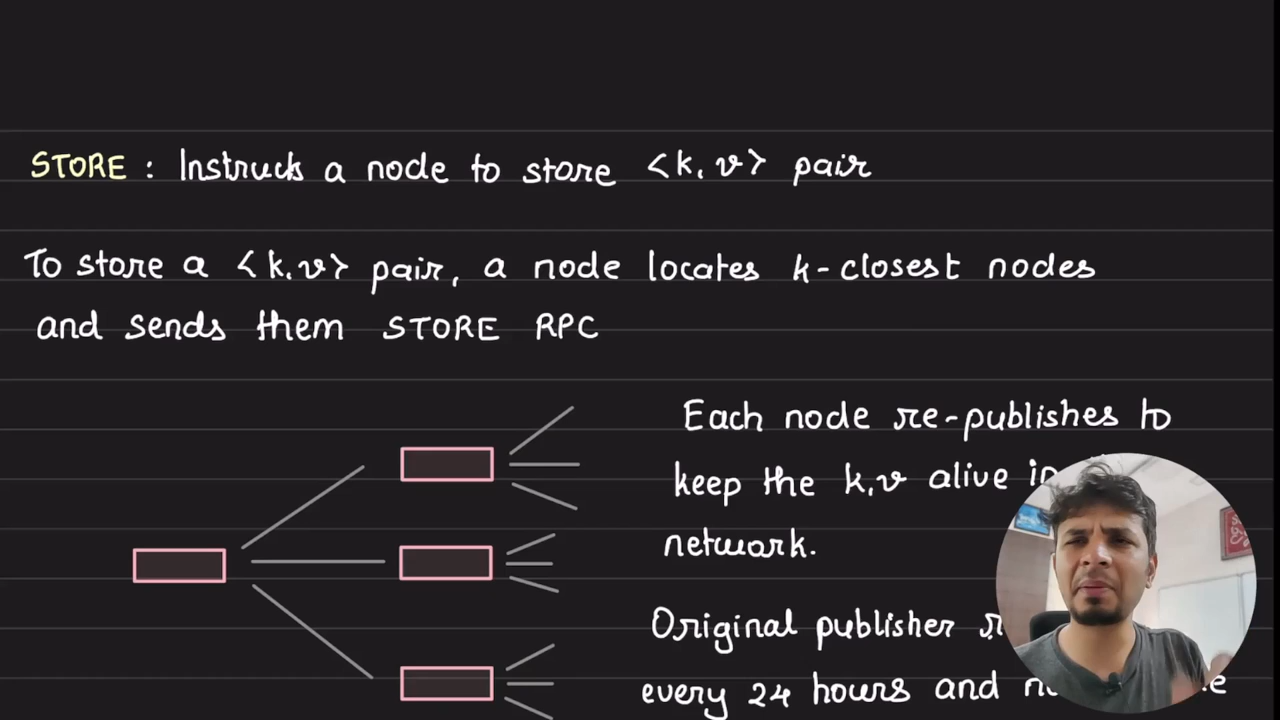 STORE : Instructs a node to store <k,v> pair
To store a <k,v> pair, a node locates k-closest nodes
and sends them STORE RPC
Each node re-publishes to
keep the k,v alive in
network.
Original publisher
every 24 hours and